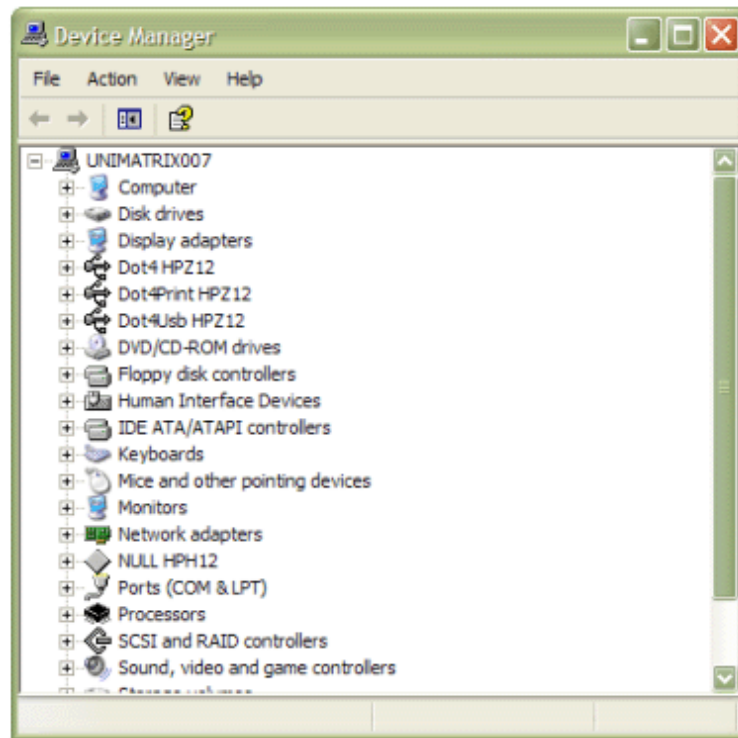 Device Manager
File Action View Help
UNIMATRIX007
Computer
Disk drives
Display adapters
Dot4 HPZ12
Dot4Print HPZ12
Dot4Usb HPZ12
DVD/CD-ROM drives
Floppy disk controllers
Human Interface Devices
IDE ATA/ATAPI controllers
Keyboards
Mice and other pointing devices
Monitors
Network adapters
NULL HPH12
Ports (COM & LPT)
Processors
SCSI and RAID controllers
Sound, video and game controllers
Storage volumes